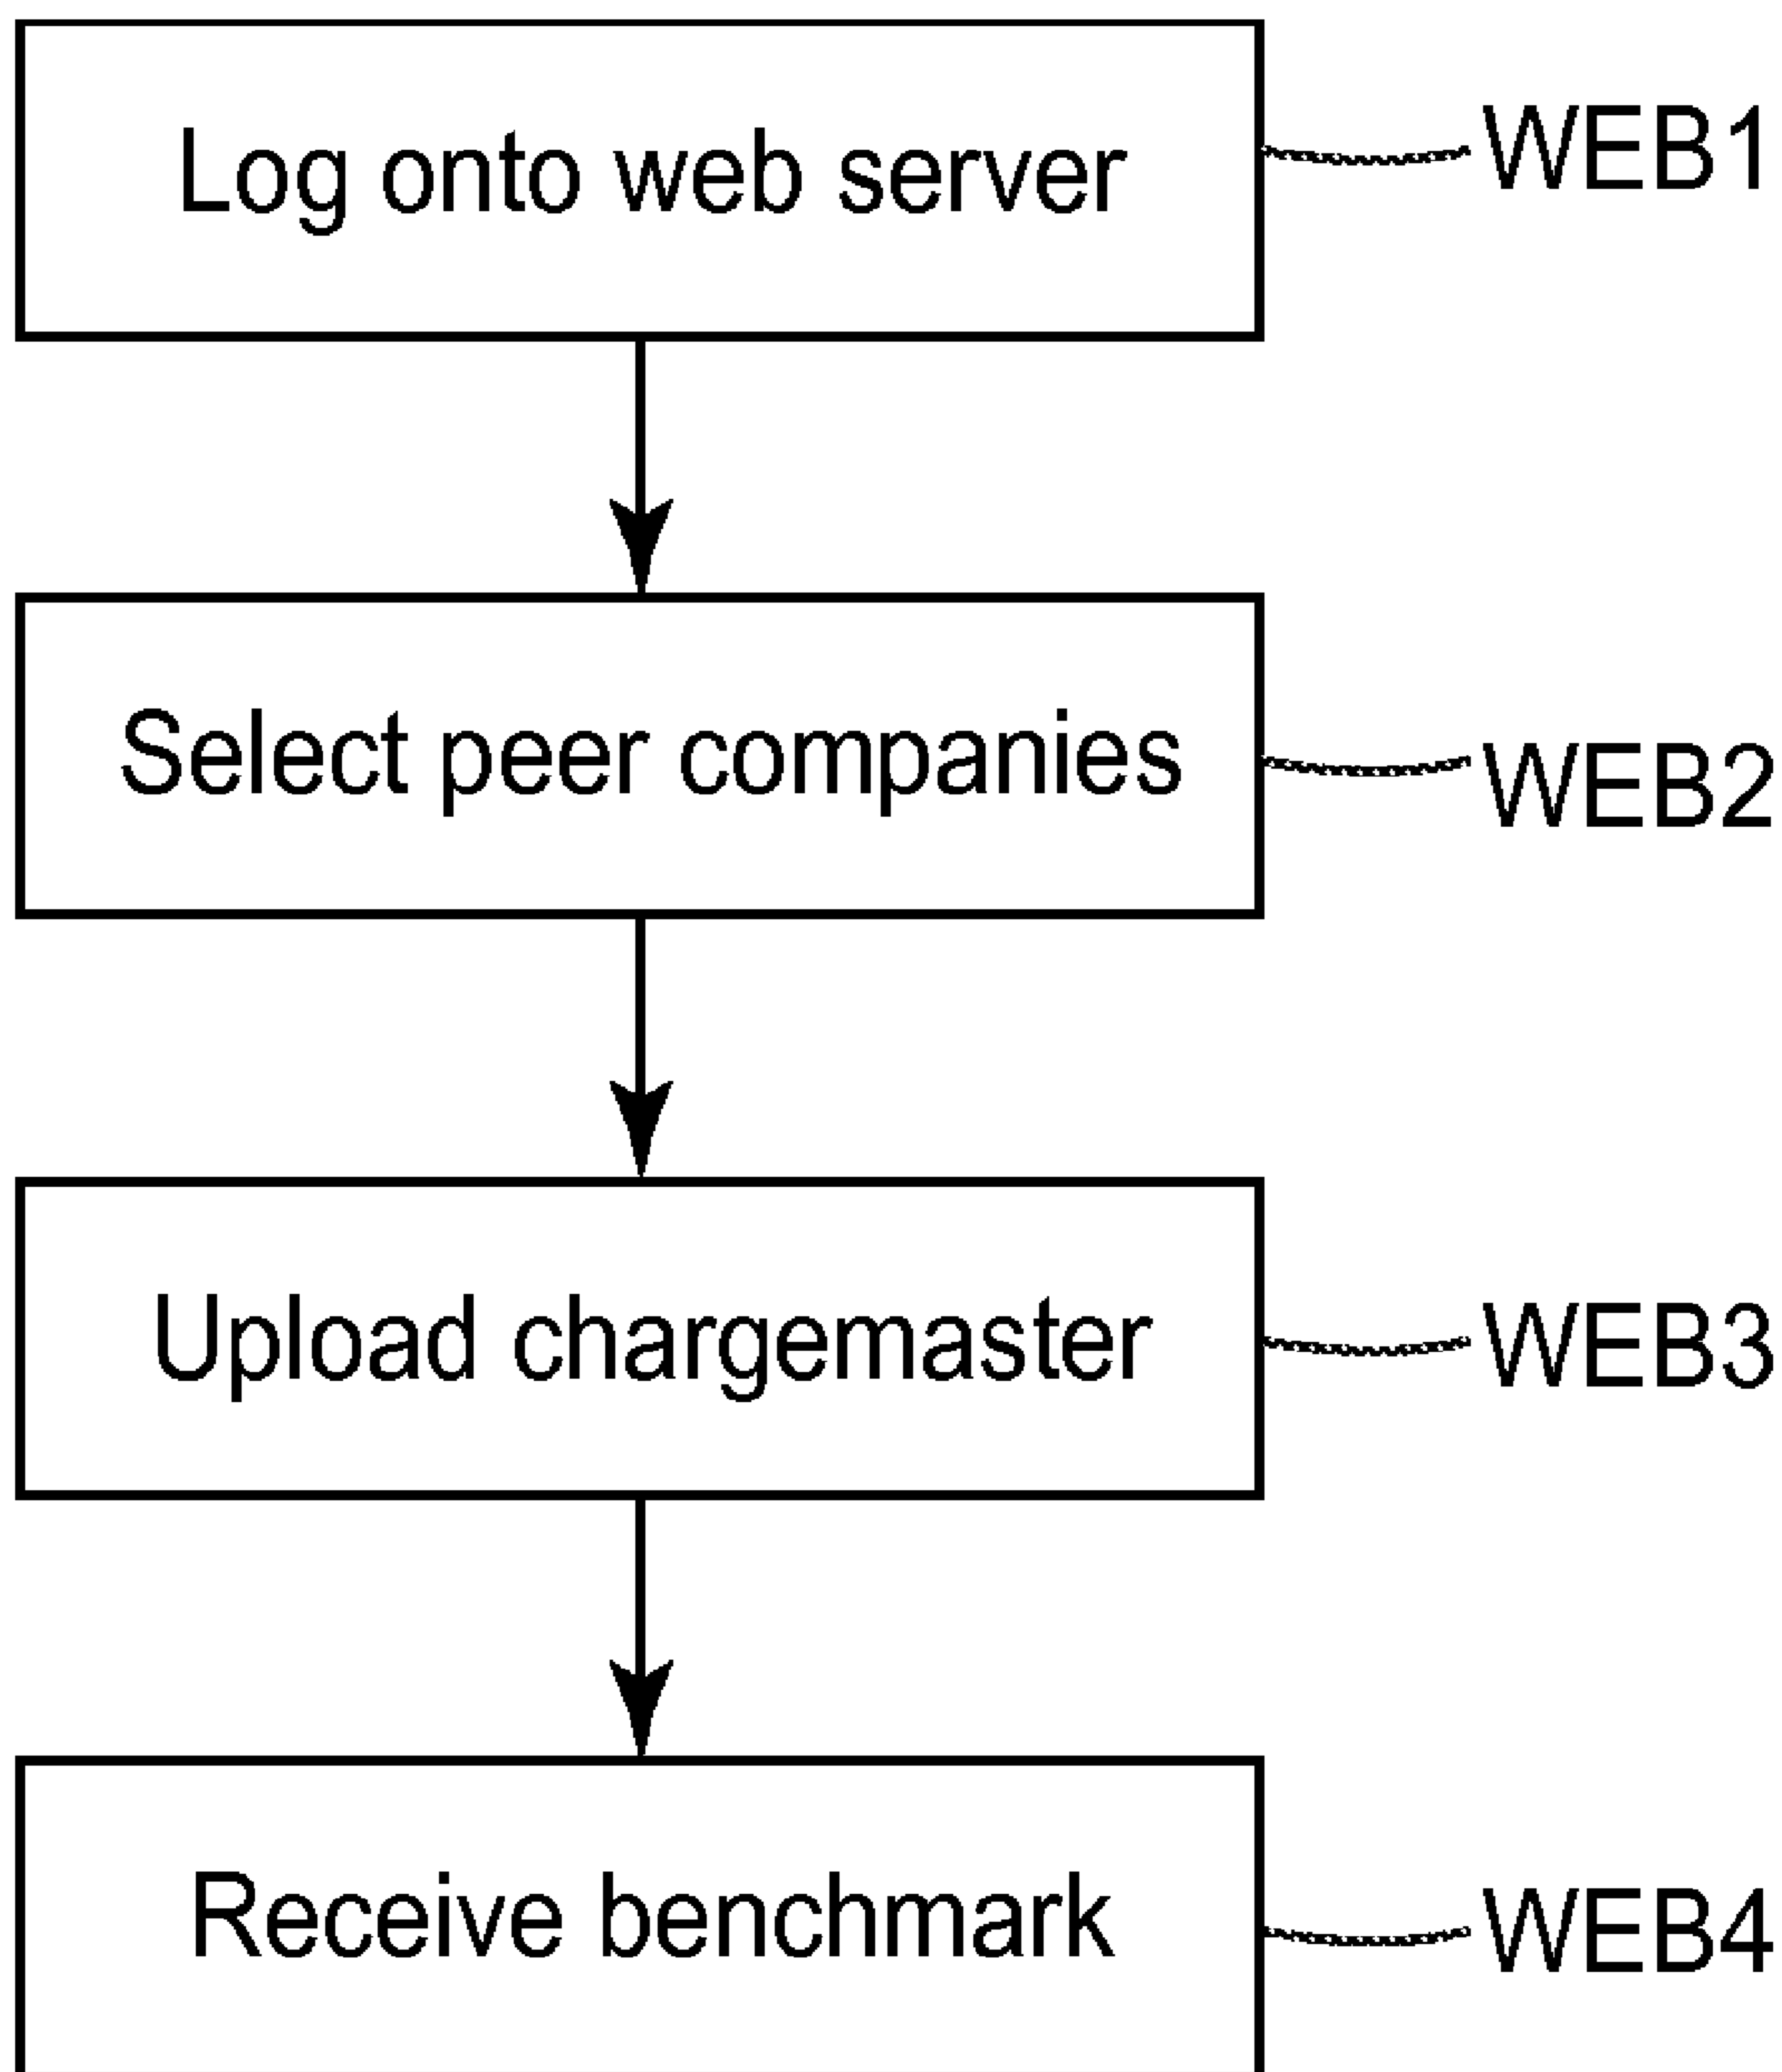 Log onto web server
WEB1
Select peer companies
WEB2
Upload chargemaster
WEB3
Receive benchmark
WEB4